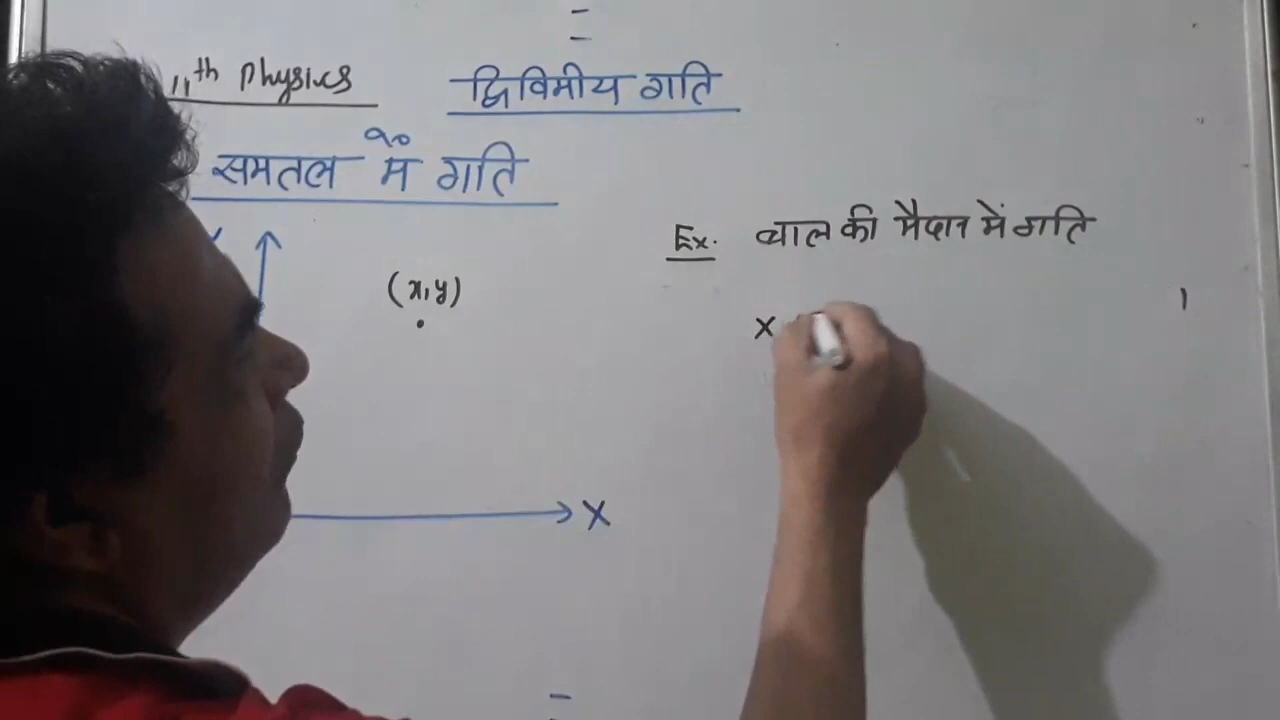 11th Physics
द्विविमीय गति
समतल में गति
Ex. बाल की मैदान में गति
(x,y)
x
X